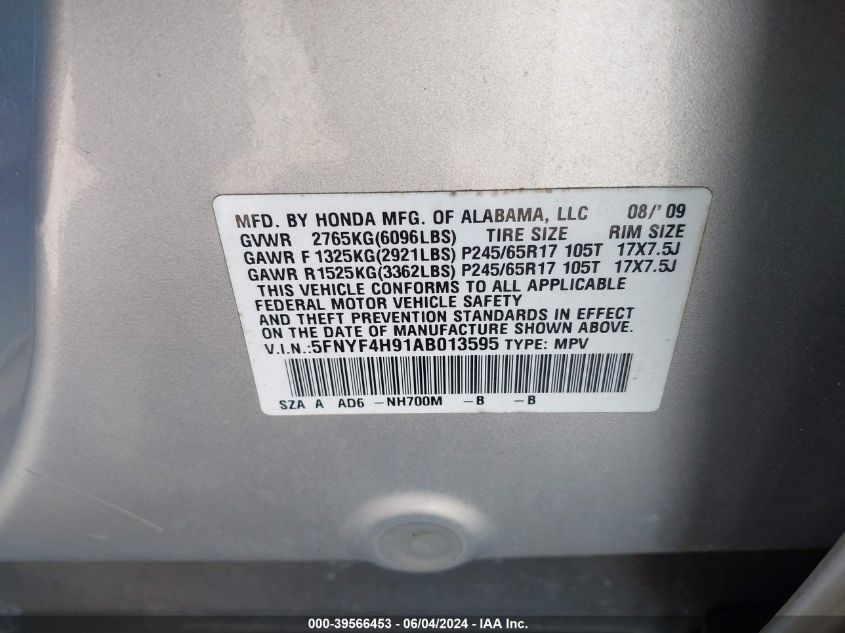 MFD. BY HONDA MFG. OF ALABAMA, LLC 08/'09
GVWR 2765KG(6096LBS) TIRE SIZE RIM SIZE
GAWR F 1325KG(2921LBS) P245/65R17 105T 17X7.5J
GAWR R1525KG(3362LBS) P245/65R17 105T 17X7.5J
THIS VEHICLE CONFORMS TO ALL APPLICABLE
FEDERAL MOTOR VEHICLE SAFETY
AND THEFT PREVENTION STANDARDS IN EFFECT
ON THE DATE OF MANUFACTURE SHOWN ABOVE.
V.I.N.:5FNYF4H91AB013595 TYPE: MPV
SZA A AD6 -NH700M -B -B
000-39566453 - 06/04/2024 - IAA Inc.